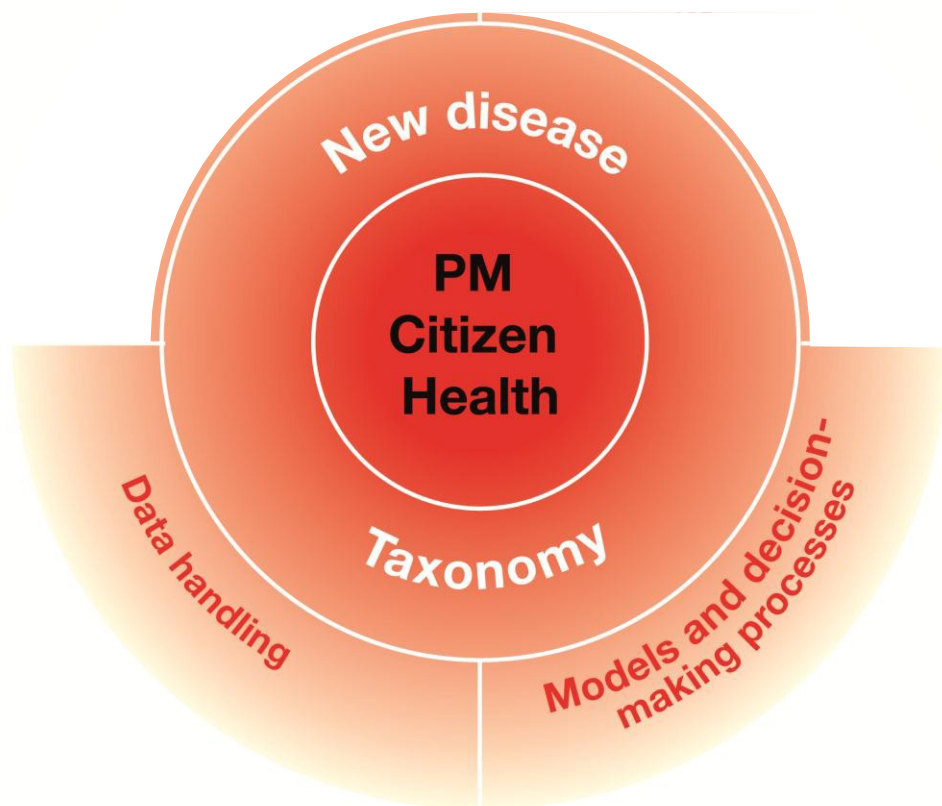 New disease
PM
Citizen
Health
Taxonomy
Data handling
Models and decision-
making processes